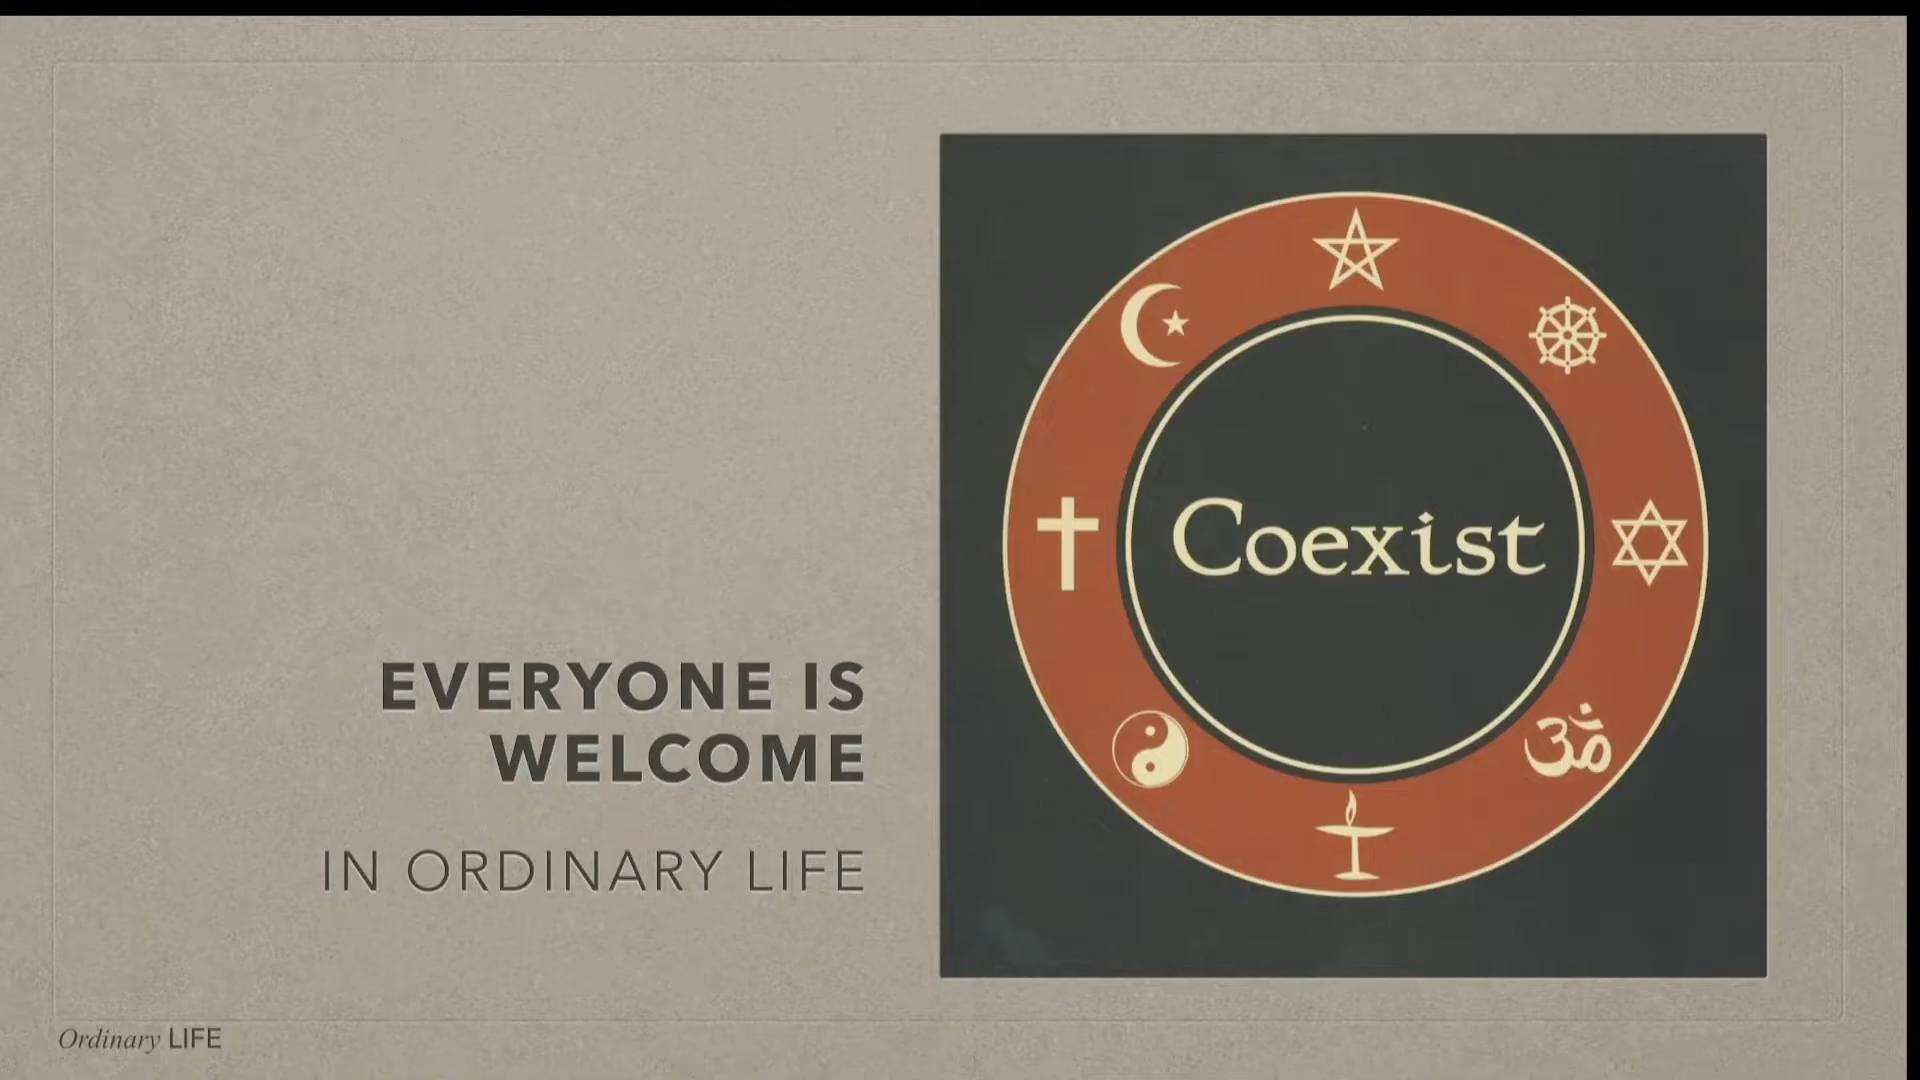 EVERYONE IS
WELCOME
IN ORDINARY LIFE
Coexist
ॐ
Ordinary LIFE